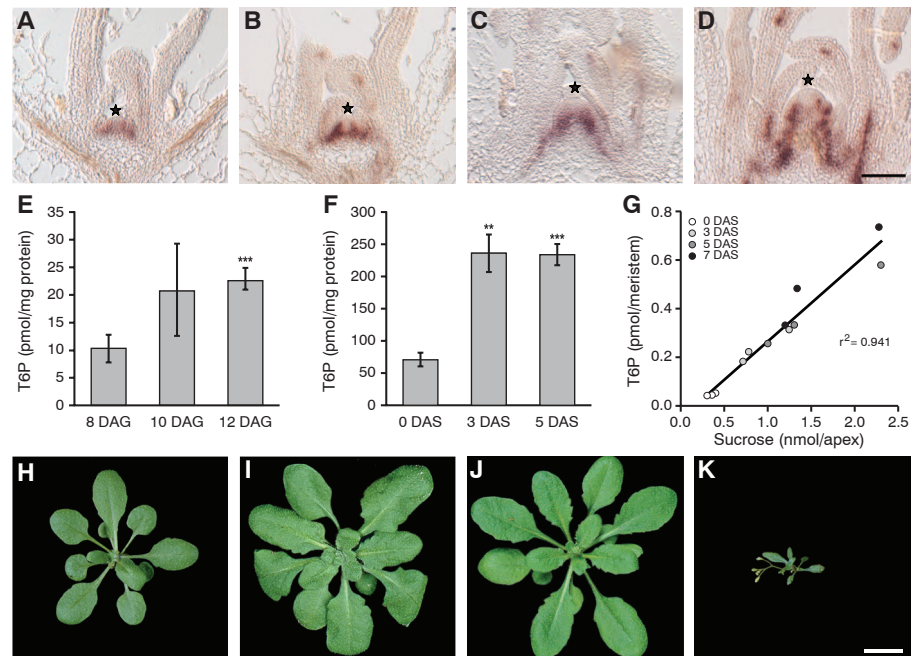 A
B
C
D
E
35
30
25
20
15
10
5
0
T6P (pmol/mg protein)
***
8 DAG
10 DAG
12 DAG
F
300
250
200
150
100
50
0
T6P (pmol/mg protein)
**
***
0 DAS
3 DAS
5 DAS
G
0.8
0.6
0.4
0.2
0.0
T6P (pmol/meristem)
0 DAS
3 DAS
5 DAS
7 DAS
r2= 0.941
0.0
0.5
1.0
1.5
2.0
2.5
Sucrose (nmol/apex)
H
I
J
K